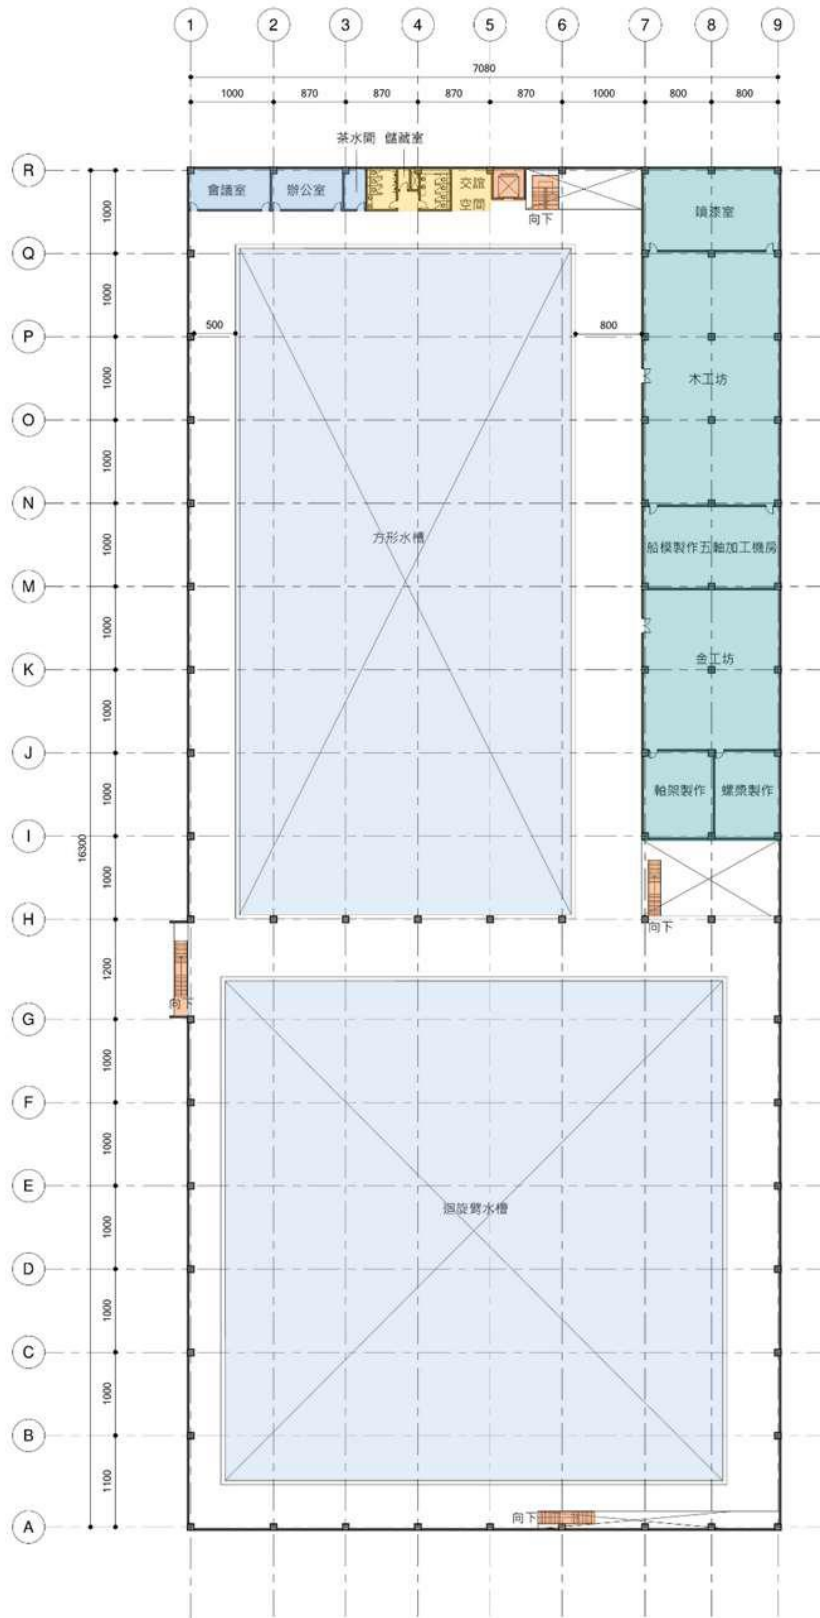 1 2 3 4 5 6 7 8 9
7080
1000 870 870 870 870 1000 800 800
茶水間 儲藏室
R
會議室 辦公室 交誼
空間
噴漆室
向下
1000
Q
1000
500 800
P
木工坊
1000
O
1000
N
方形水槽
船模製作五軸加工機房
1000
M
1000
金工坊
K
1000
J
軸架製作 螺槳製作
1000
I
16300
1000
H
向下
1200
向下
G
1000
F
1000
E
迴旋臂水槽
1000
D
1000
C
1000
B
1100
向下
A